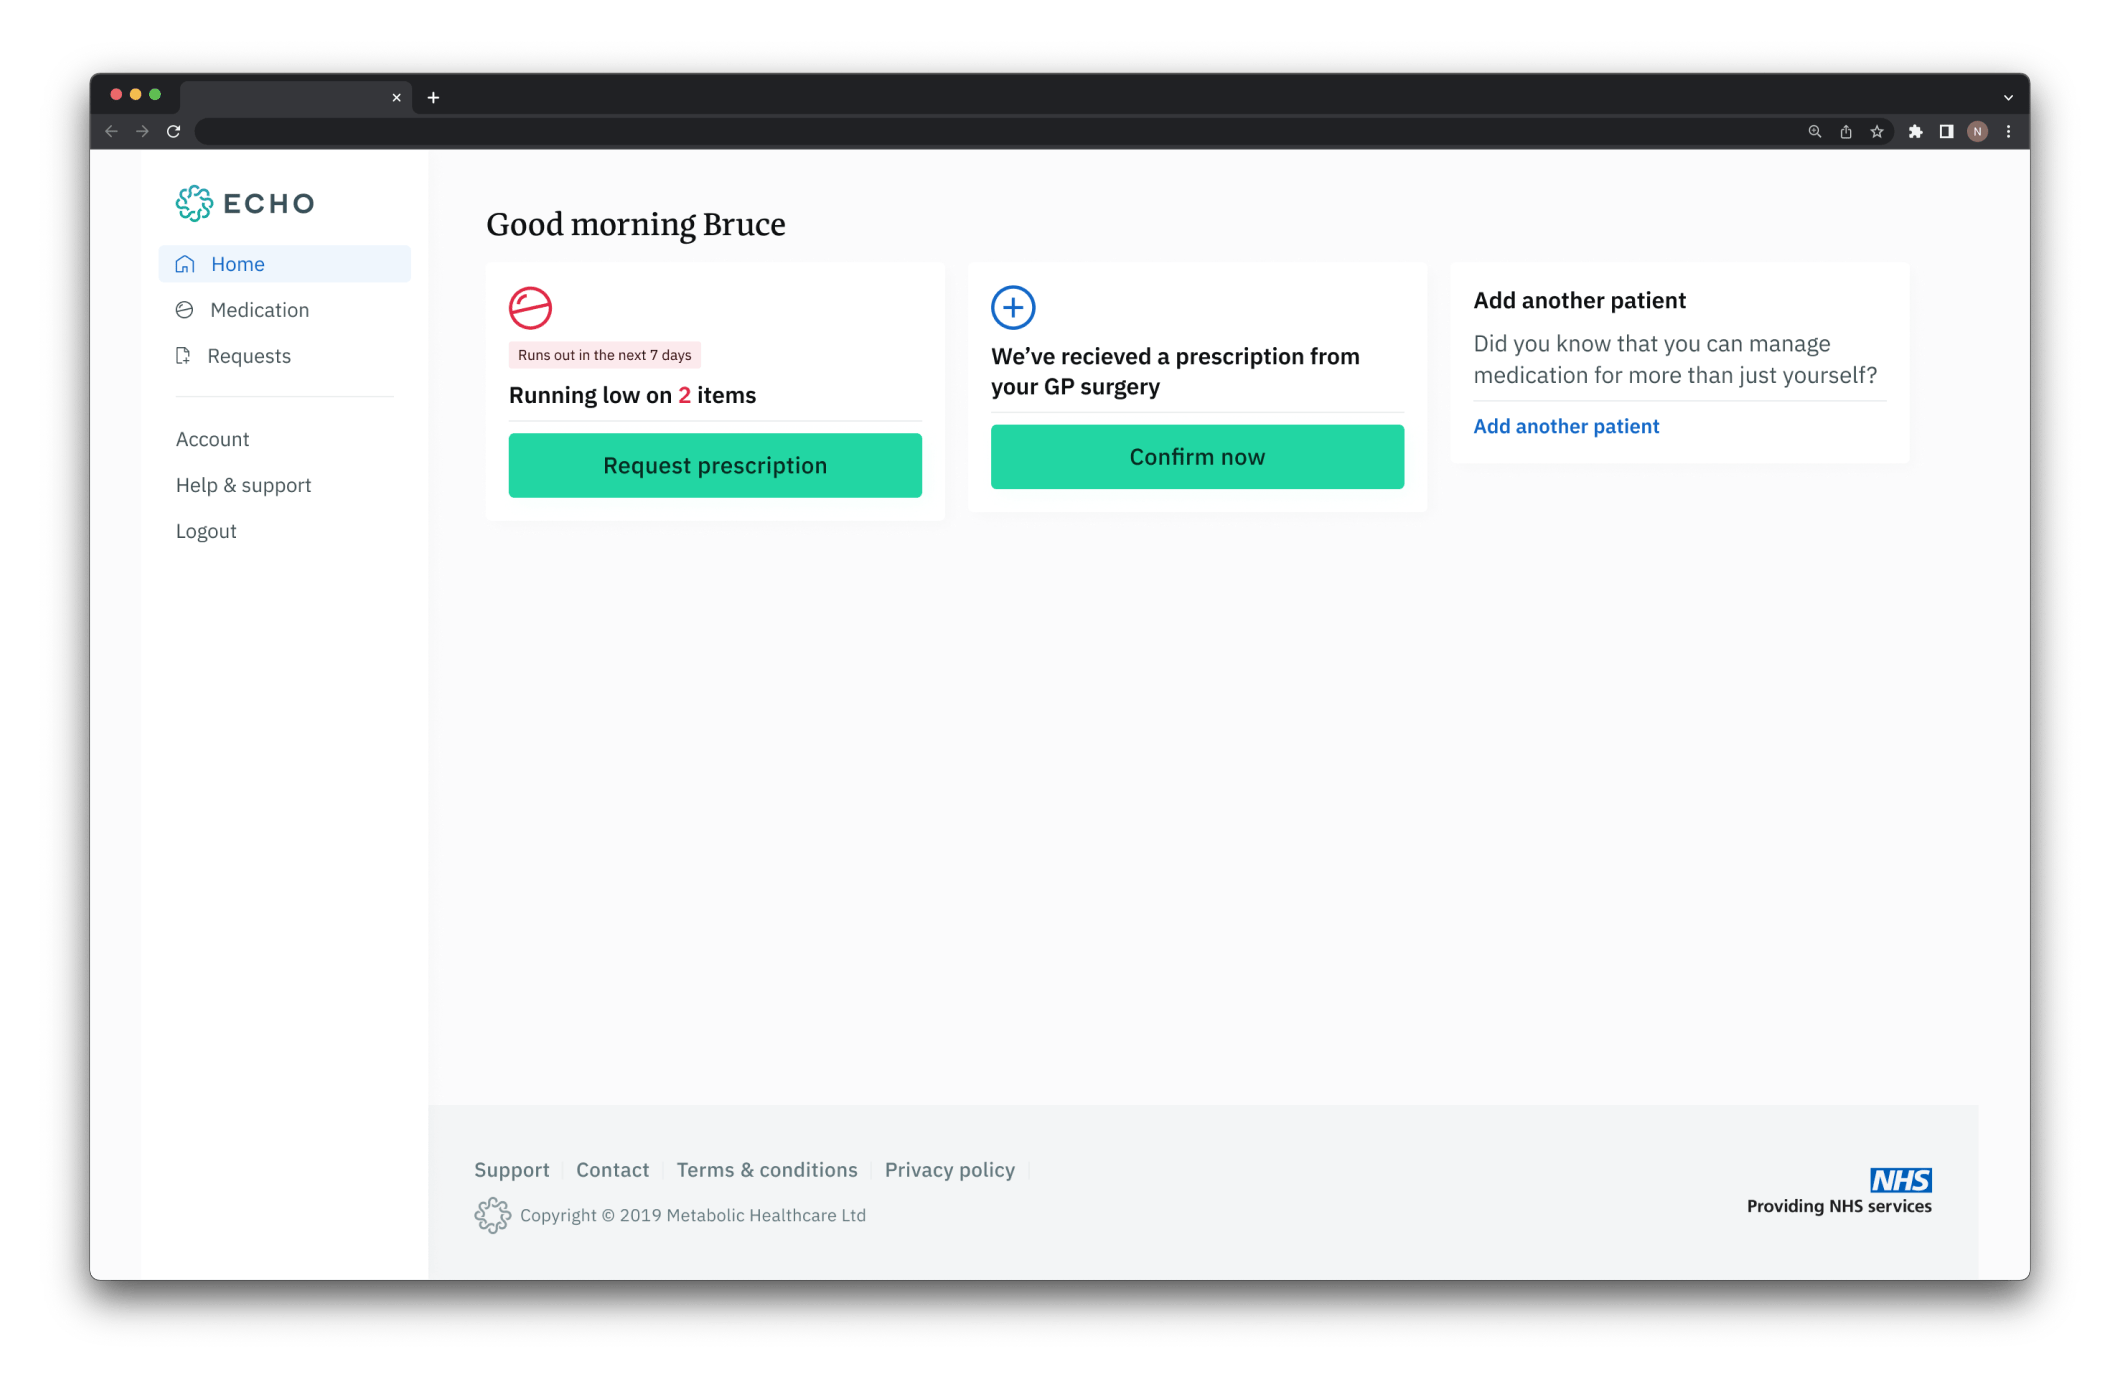 N
ECHO
Home
Medication
Requests
Account
Help & support
Logout
Good morning Bruce
Runs out in the next 7 days
Running low on 2 items
Request prescription
We’ve recieved a prescription from
your GP surgery
Confirm now
Add another patient
Did you know that you can manage
medication for more than just yourself?
Add another patient
Support
Contact
Terms & conditions
Privacy policy
Copyright © 2019 Metabolic Healthcare Ltd
NHS
Providing NHS services